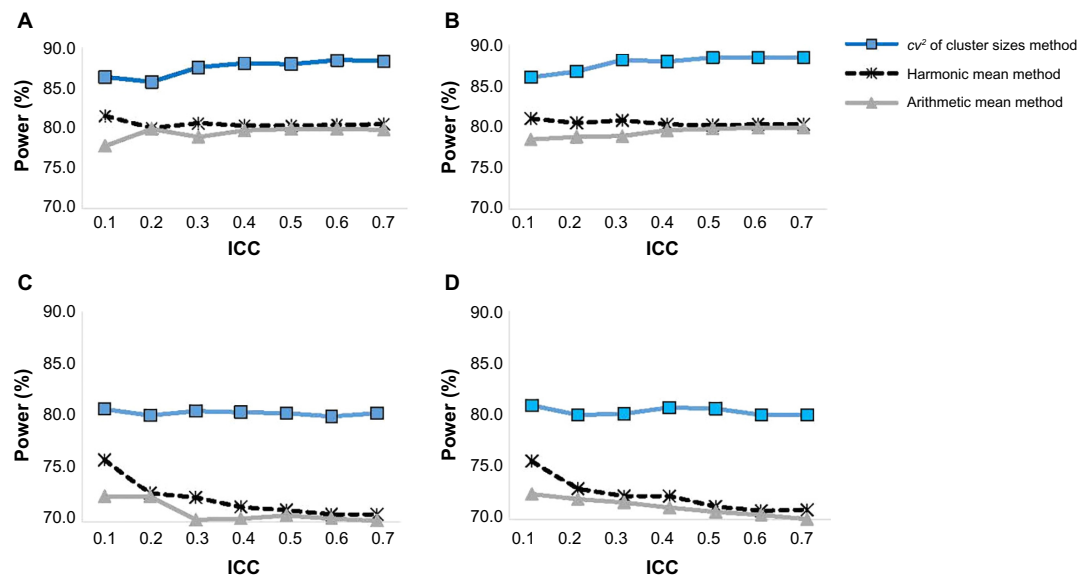 A
90.0
85.0
80.0
75.0
70.0
Power (%)
0.1 0.2 0.3 0.4 0.5 0.6 0.7
ICC
B
90.0
85.0
80.0
75.0
70.0
Power (%)
0.1 0.2 0.3 0.4 0.5 0.6 0.7
ICC
cv² of cluster sizes method
Harmonic mean method
Arithmetic mean method
C
90.0
85.0
80.0
75.0
70.0
Power (%)
0.1 0.2 0.3 0.4 0.5 0.6 0.7
ICC
D
90.0
85.0
80.0
75.0
70.0
Power (%)
0.1 0.2 0.3 0.4 0.5 0.6 0.7
ICC